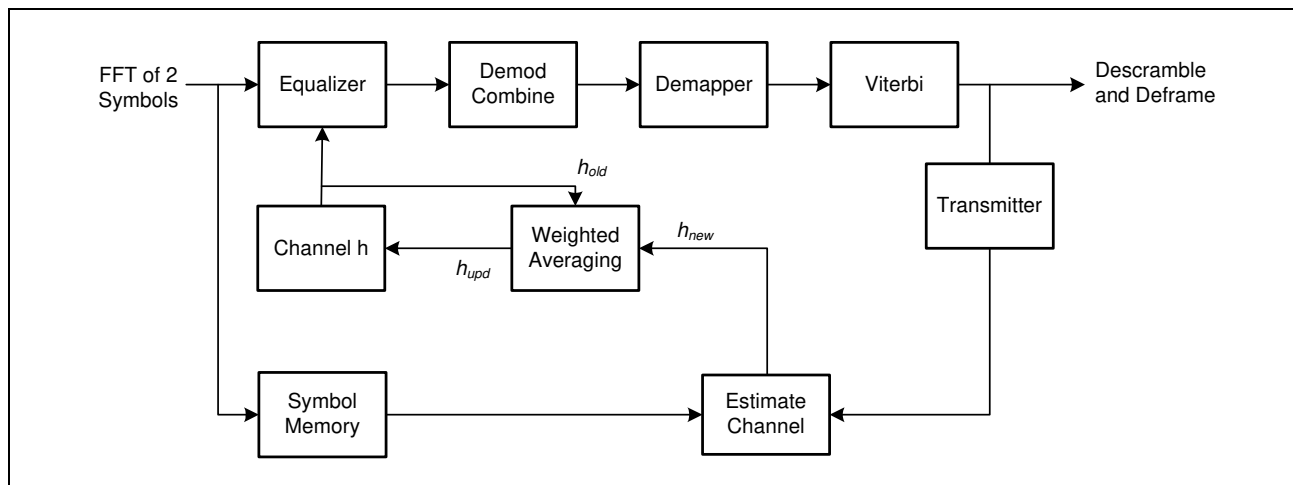 FFT of 2
Symbols
Equalizer
Demod
Combine
Demapper
Viterbi
Descramble
and Deframe
Transmitter
h_old
Channel h
Weighted
Averaging
h_new
h_upd
Symbol
Memory
Estimate
Channel